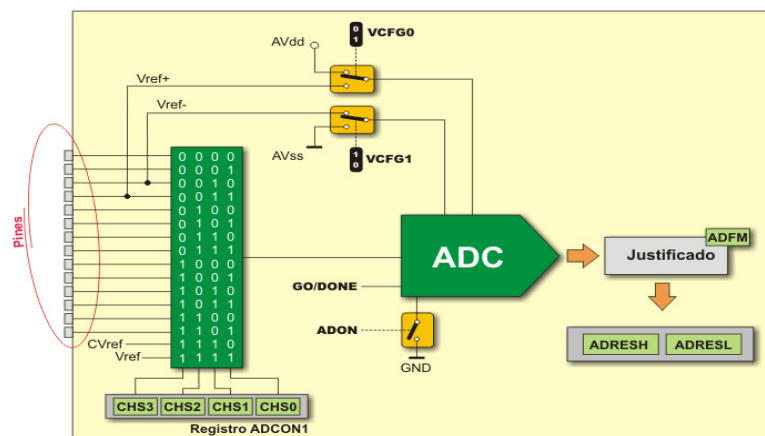 0
1
VCFG0
AVdd
Vref+
Vref-
AVss
1
0
VCFG1
Pines
0 0 0 0
0 0 0 1
0 0 1 0
0 0 1 1
0 1 0 0
0 1 0 1
0 1 1 0
0 1 1 1
1 0 0 0
1 0 0 1
1 0 1 0
1 0 1 1
1 1 0 0
1 1 0 1
1 1 1 0
1 1 1 1
CVref
Vref
ADC
GO/DONE
ADON
GND
ADFM
Justificado
ADRESH ADRESL
CHS3 CHS2 CHS1 CHS0
Registro ADCON1